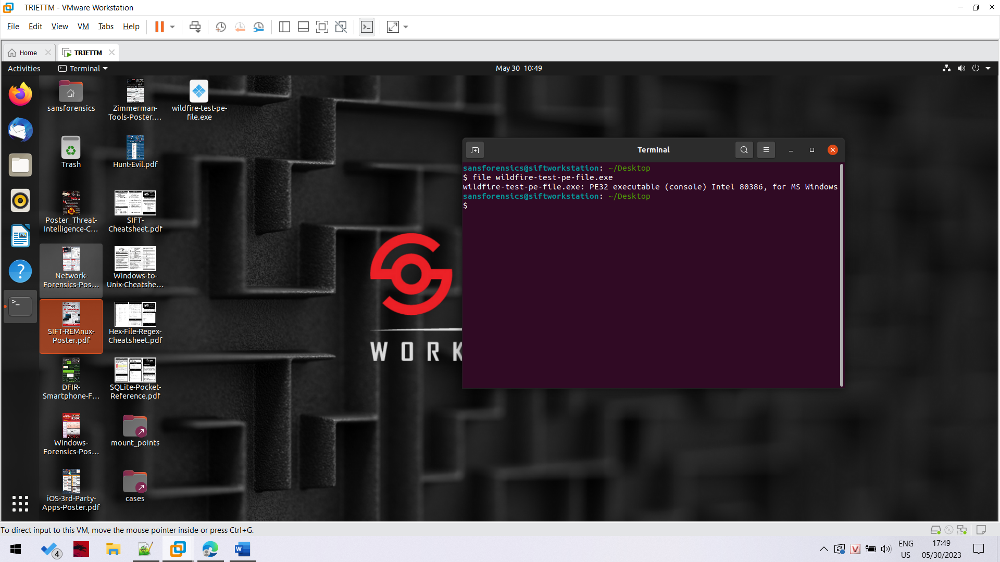 TRIETTM - VMware Workstation
File Edit View VM Tabs Help
Home TRIETTM
Activities Terminal May 30 10:49
sansforensics
Zimmerman-
Tools-Poster....
wildfire-test-pe-
file.exe
Trash
Hunt-Evil.pdf
Poster_Threat-
Intelligence-C...
SIFT-
Cheatsheet.pdf
Network-
Forensics-Pos...
Windows-to-
Unix-Cheatshe...
SIFT-REMnux-
Poster.pdf
Hex-File-Regex-
Cheatsheet.pdf
DFIR-
Smartphone-F...
SQLite-Pocket-
Reference.pdf
Windows-
Forensics-Pos...
mount_points
iOS-3rd-Party-
Apps-Poster.pdf
cases
WORK
Terminal
sansforensics@siftworkstation: ~/Desktop
$ file wildfire-test-pe-file.exe
wildfire-test-pe-file.exe: PE32 executable (console) Intel 80386, for MS Windows
sansforensics@siftworkstation: ~/Desktop
$
To direct input to this VM, move the mouse pointer inside or press Ctrl+G.
4
ENG
US
17:49
05/30/2023